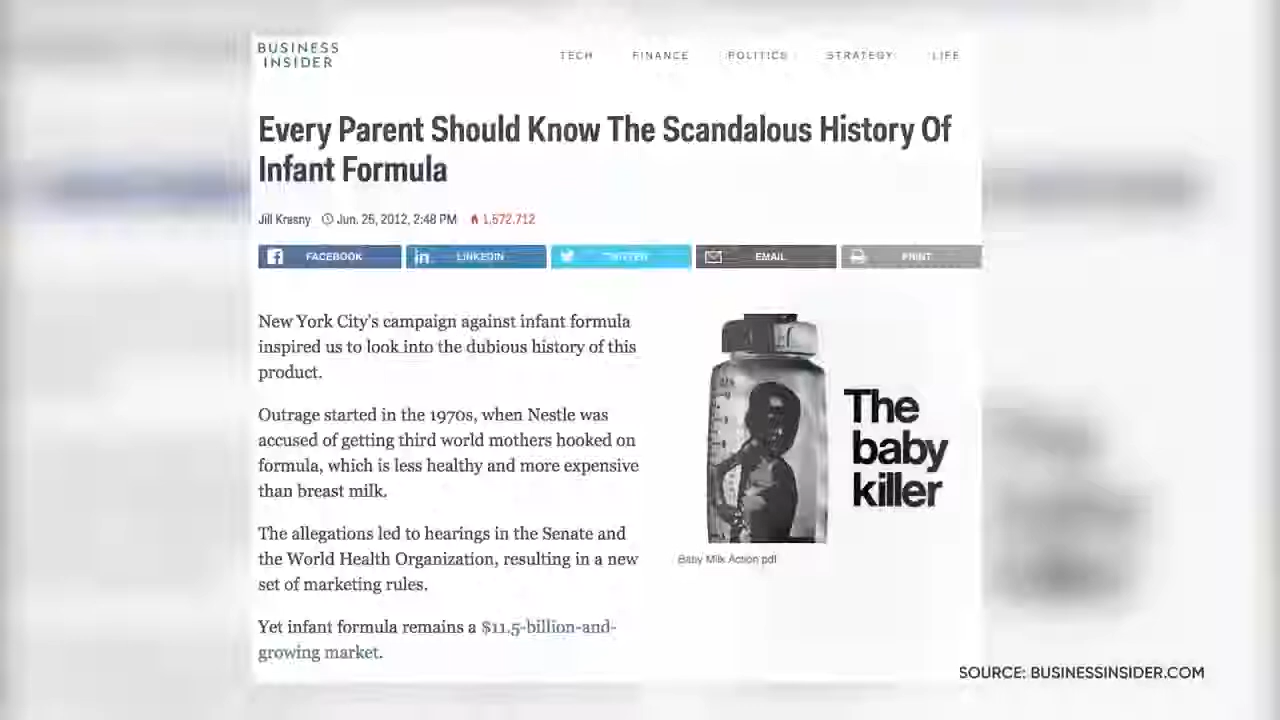 BUSINESS
INSIDER
TECH FINANCE POLITICS STRATEGY LIFE
Every Parent Should Know The Scandalous History Of
Infant Formula
Jill Krasny Jun. 25, 2012, 2:48 PM 1,572,712
FACEBOOK LINKEDIN TWITTER EMAIL PRINT
New York City's campaign against infant formula
inspired us to look into the dubious history of this
product.
Outrage started in the 1970s, when Nestle was
accused of getting third world mothers hooked on
formula, which is less healthy and more expensive
than breast milk.
The allegations led to hearings in the Senate and
the World Health Organization, resulting in a new
set of marketing rules.
Yet infant formula remains a $11.5-billion-and-
growing market.
The
baby
killer
Baby Milk Action pdf
SOURCE: BUSINESSINSIDER.COM